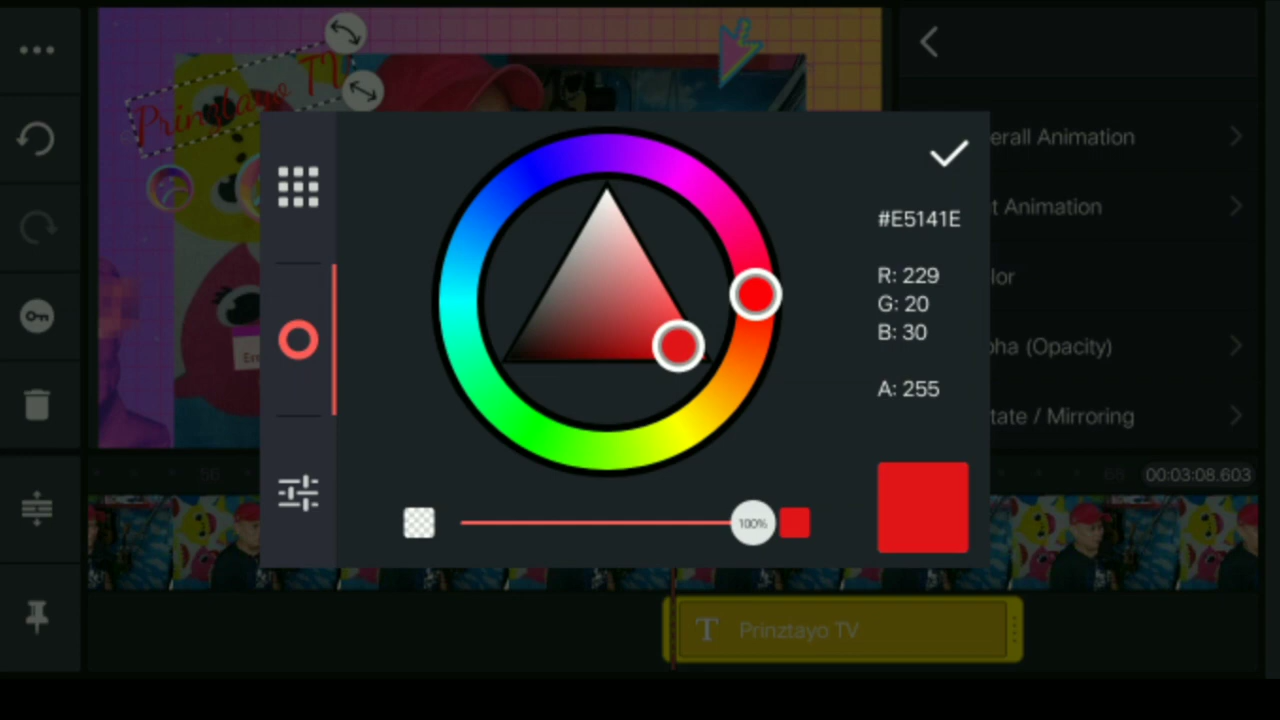 Prinztayo TV
erall Animation
t Animation
lor
pha (Opacity)
tate / Mirroring
#E5141E
R: 229
G: 20
B: 30
A: 255
100%
00:03:08.603
T Prinztayo TV